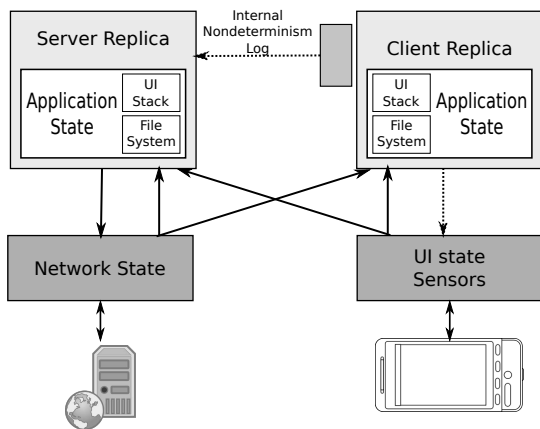 Server Replica
Internal
Nondeterminism
Log
Client Replica
Application
State
UI
Stack
File
System
UI
Stack
File
System
Application
State
Network State
UI state
Sensors